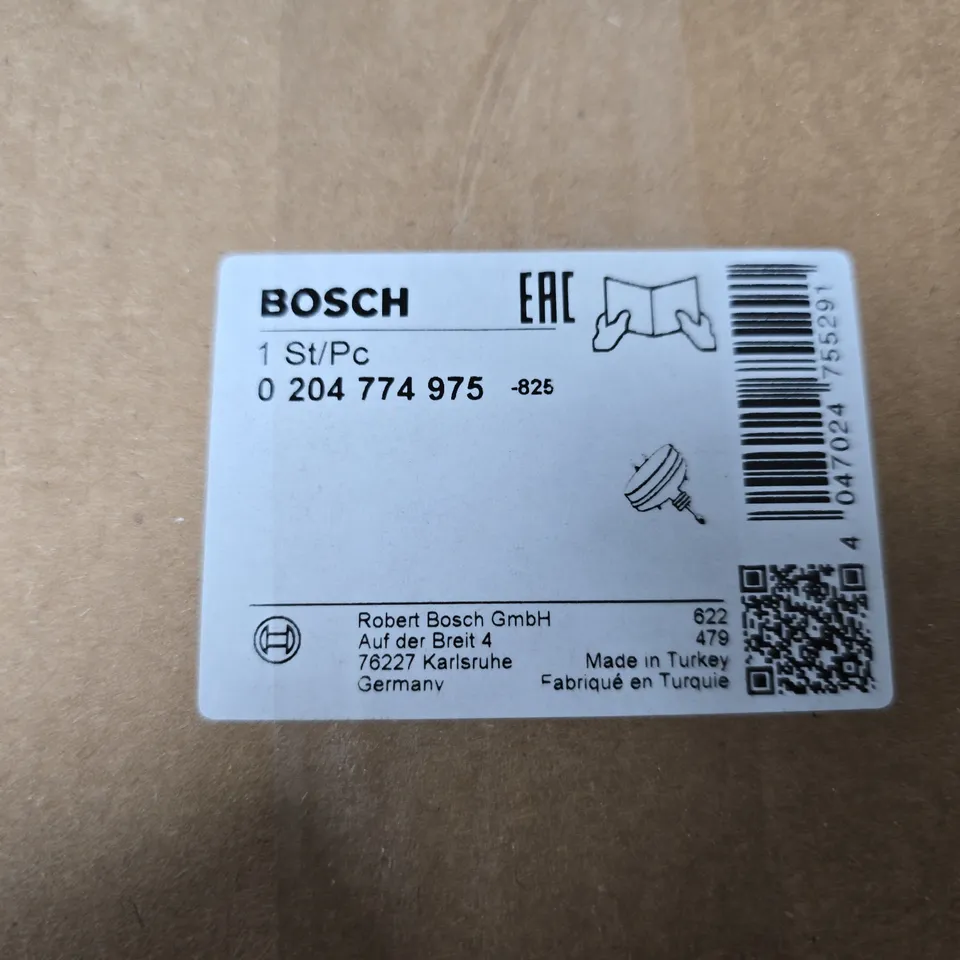 BOSCH
EAC
1 St/Pc
0 204 774 975 -825
4 047024 755291
Robert Bosch GmbH
Auf der Breit 4
76227 Karlsruhe
Germany
622
479
Made in Turkey
Fabriqué en Turquie